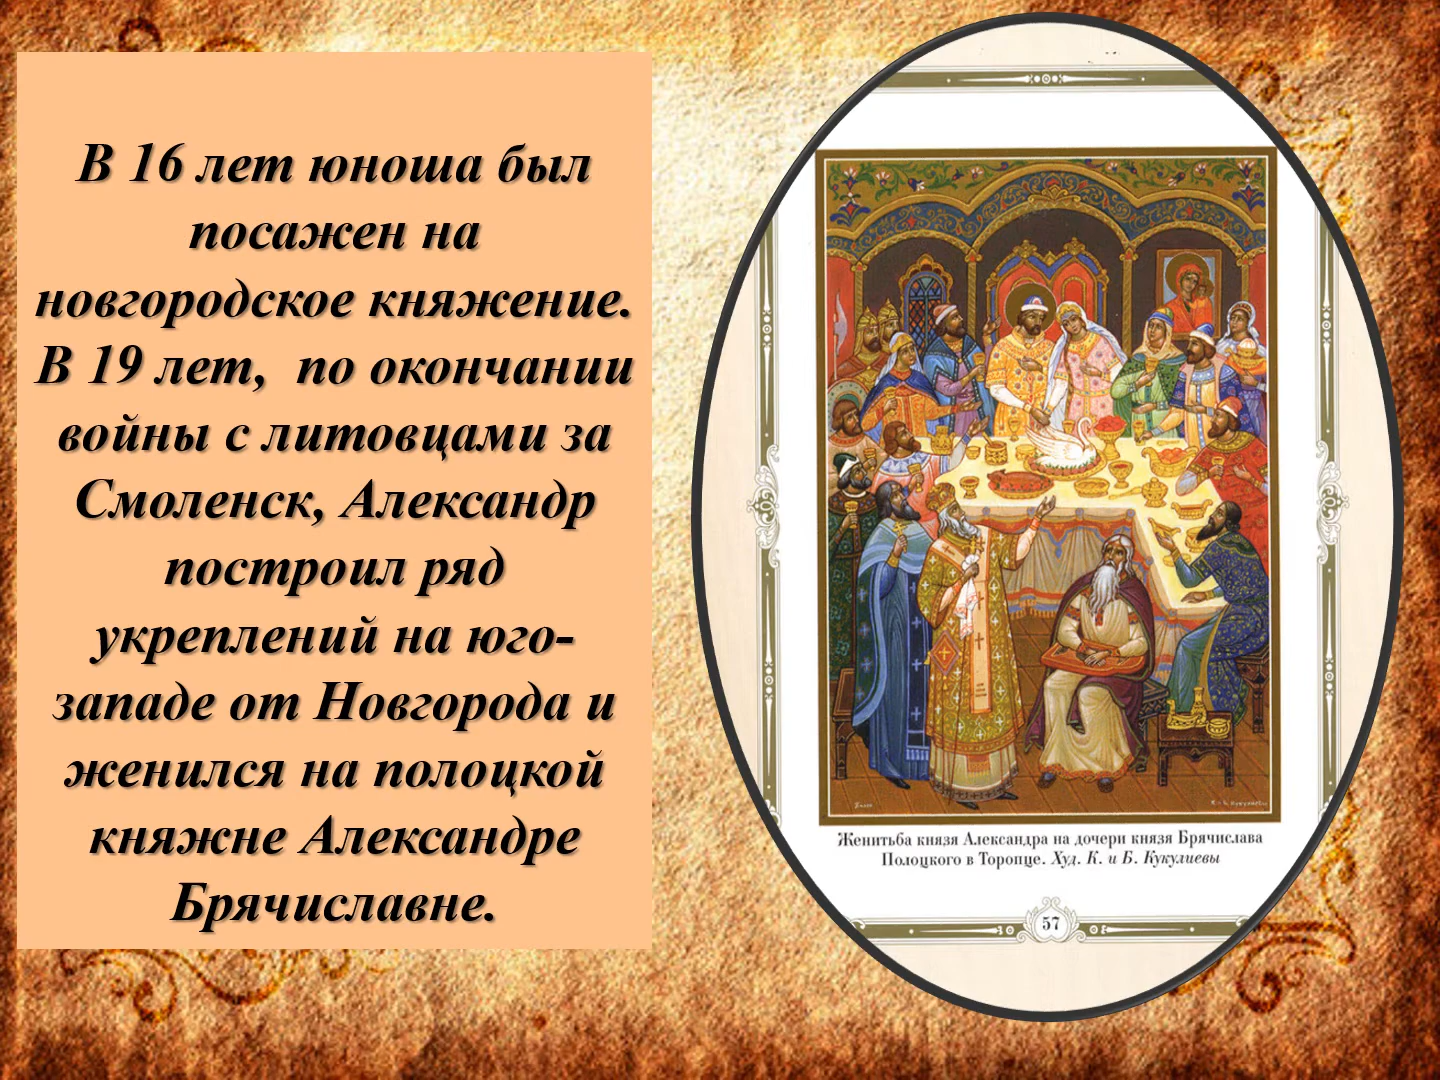 В 16 лет юноша был
посажен на
новгородское княжение.
В 19 лет,  по окончании
войны с литовцами за
Смоленск, Александр
построил ряд
укреплений на юго-
западе от Новгорода и
женился на полоцкой
княжне Александре
Брячиславне.
Женитьба князя Александра на дочери князя Брячислава
Полоцкого в Торопце. Худ. К. и Б. Кукулиевы
57